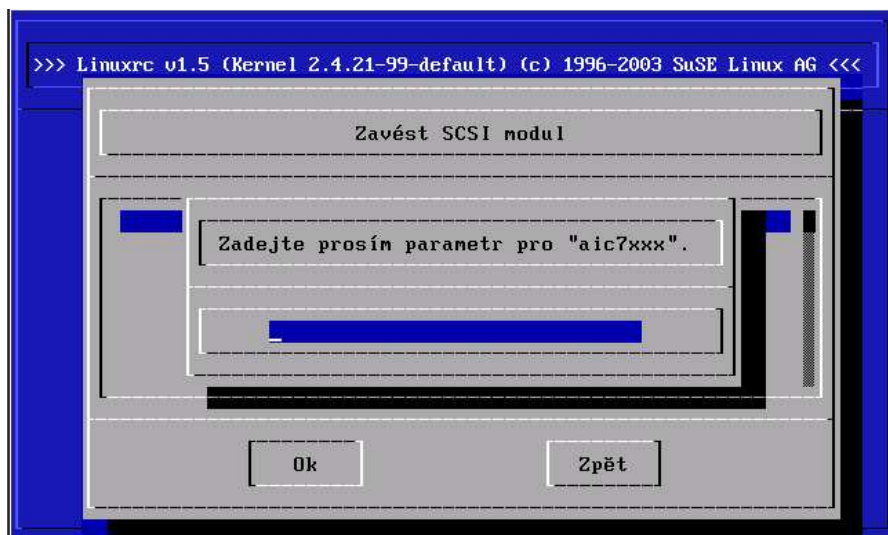 >>> Linuxrc v1.5 (Kernel 2.4.21-99-default) (c) 1996-2003 SuSE Linux AG <<<
Zavést SCSI modul
Zadejte prosím parametr pro "aic7xxx".
Ok
Zpět